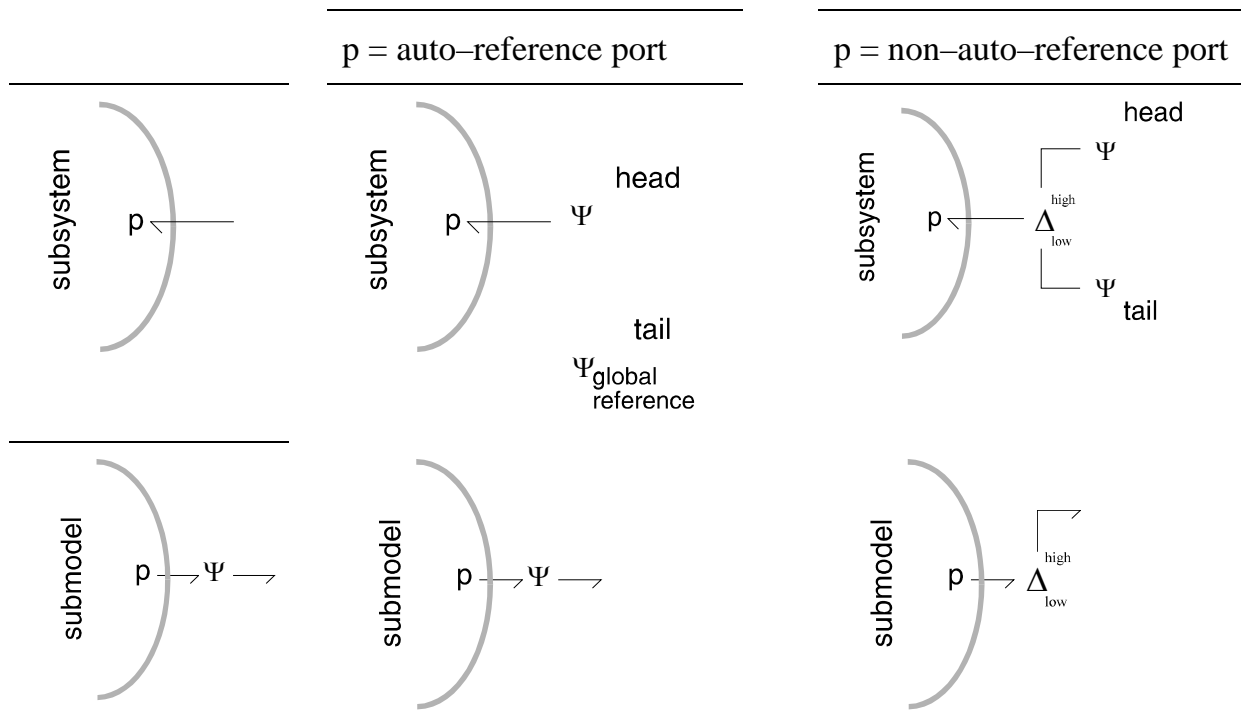 p = auto–reference port
p = non–auto–reference port
subsystem
p
subsystem
p
Ψ
head
tail
Ψglobal
reference
subsystem
p
Δ
high
low
Ψ
head
Ψ
tail
submodel
p
Ψ
submodel
p
Ψ
submodel
p
Δ
high
low